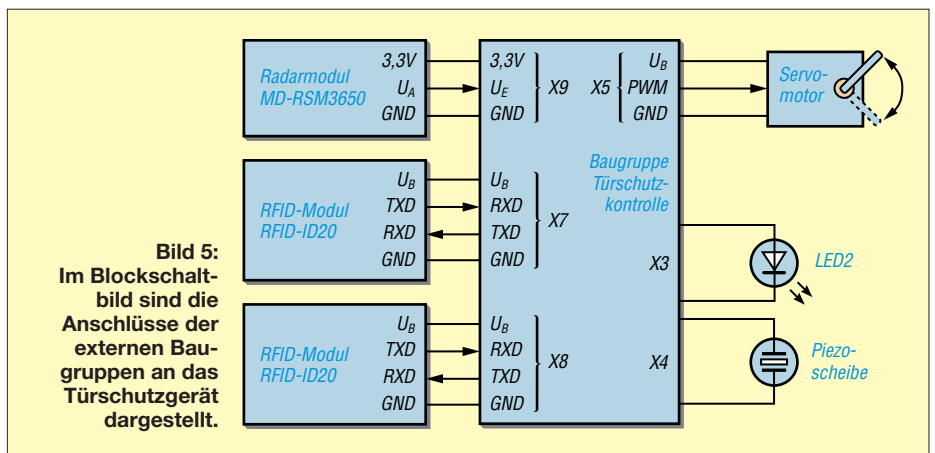 Radarmodul
MD-RSM3650
3,3V
U_A
GND
3,3V
U_E
GND
X9
X5
U_B
PWM
GND
Servo-
motor
RFID-Modul
RFID-ID20
U_B
TXD
RXD
GND
U_B
RXD
TXD
GND
X7
Baugruppe
Türschutz-
kontrolle
RFID-Modul
RFID-ID20
U_B
TXD
RXD
GND
U_B
RXD
TXD
GND
X8
X3
LED2
X4
Piezo-
scheibe
Bild 5:
Im Blockschalt-
bild sind die
Anschlüsse der
externen Bau-
gruppen an das
Türschutzgerät
dargestellt.